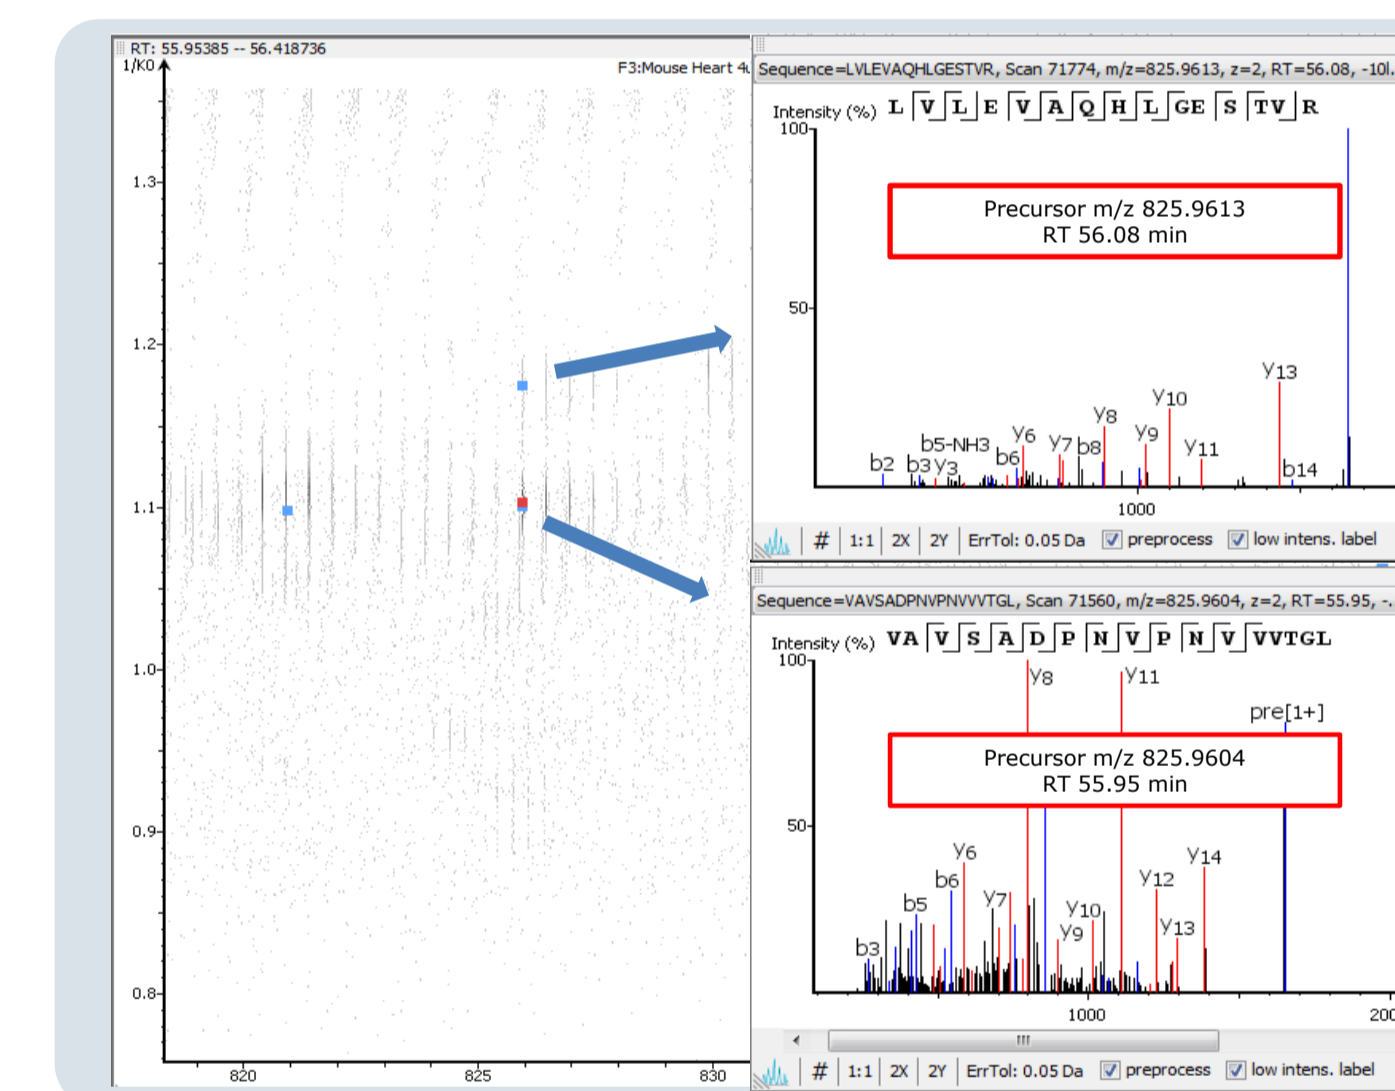 RT: 55.95385 -- 56.418736
1/K0
F3:Mouse Heart 4
1.3
1.2
1.1
1.0
0.9
0.8
820
825
830
Sequence=LVLEVAQHLGESTVR, Scan 71774, m/z=825.9613, z=2, RT=56.08, -10l.
Intensity (%)
L V L E V A Q H L GE S TV R
100
Precursor m/z 825.9613
RT 56.08 min
50
y13
y10
y8
b5-NH3
y6
y7
b8
y9
y11
b2
b3
y3
b6
b14
1000
# 1:1 2X 2Y ErrTol: 0.05 Da preprocess low intens. label
Sequence=VAVSADPNVPNVVVTGL, Scan 71560, m/z=825.9604, z=2, RT=55.95, -.
Intensity (%)
VA V S A D P N V P N V VVTGL
100
y8
y11
pre[1+]
Precursor m/z 825.9604
RT 55.95 min
50
y6
y14
b6
y12
b5
y7
y10
y9
y13
b3
1000
200
# 1:1 2X 2Y ErrTol: 0.05 Da preprocess low intens. label